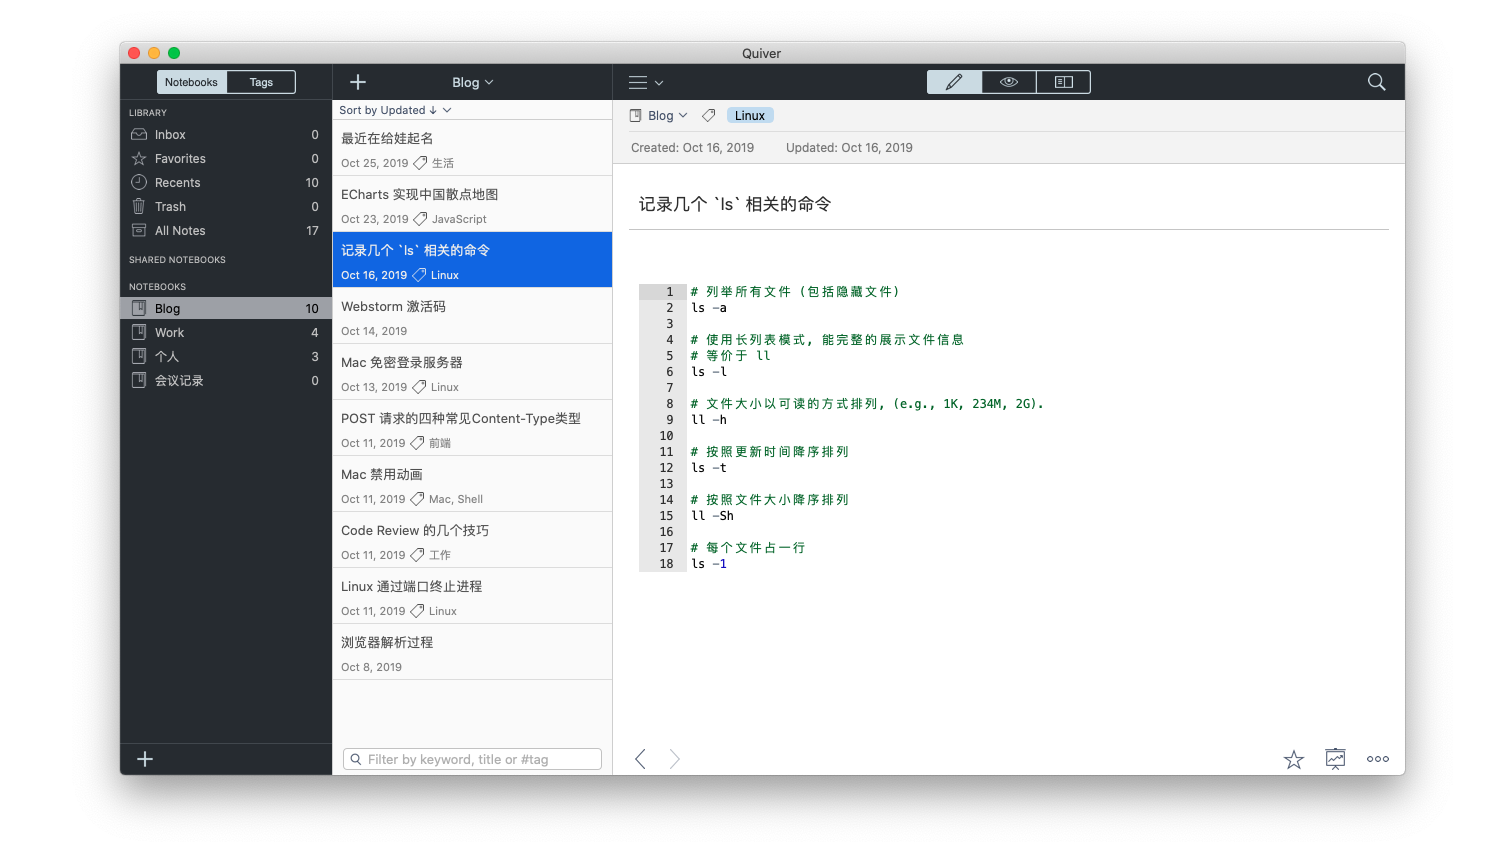 Quiver
Notebooks Tags
LIBRARY
Inbox 0
Favorites 0
Recents 10
Trash 0
All Notes 17
SHARED NOTEBOOKS
NOTEBOOKS
Blog 10
Work 4
个人 3
会议记录 0
Blog
Sort by Updated
最近在给娃起名
Oct 25, 2019 生活
ECharts 实现中国散点地图
Oct 23, 2019 JavaScript
记录几个 `ls` 相关的命令
Oct 16, 2019 Linux
Webstorm 激活码
Oct 14, 2019
Mac 免密登录服务器
Oct 13, 2019 Linux
POST 请求的四种常见Content-Type类型
Oct 11, 2019 前端
Mac 禁用动画
Oct 11, 2019 Mac, Shell
Code Review 的几个技巧
Oct 11, 2019 工作
Linux 通过端口终止进程
Oct 11, 2019 Linux
浏览器解析过程
Oct 8, 2019
Filter by keyword, title or #tag
Blog Linux
Created: Oct 16, 2019 Updated: Oct 16, 2019
记录几个 `ls` 相关的命令
1 # 列举所有文件 (包括隐藏文件)
2 ls -a
3
4 # 使用长列表模式, 能完整的展示文件信息
5 # 等价于 ll
6 ls -l
7
8 # 文件大小以可读的方式排列, (e.g., 1K, 234M, 2G).
9 ll -h
10
11 # 按照更新时间降序排列
12 ls -t
13
14 # 按照文件大小降序排列
15 ll -Sh
16
17 # 每个文件占一行
18 ls -1